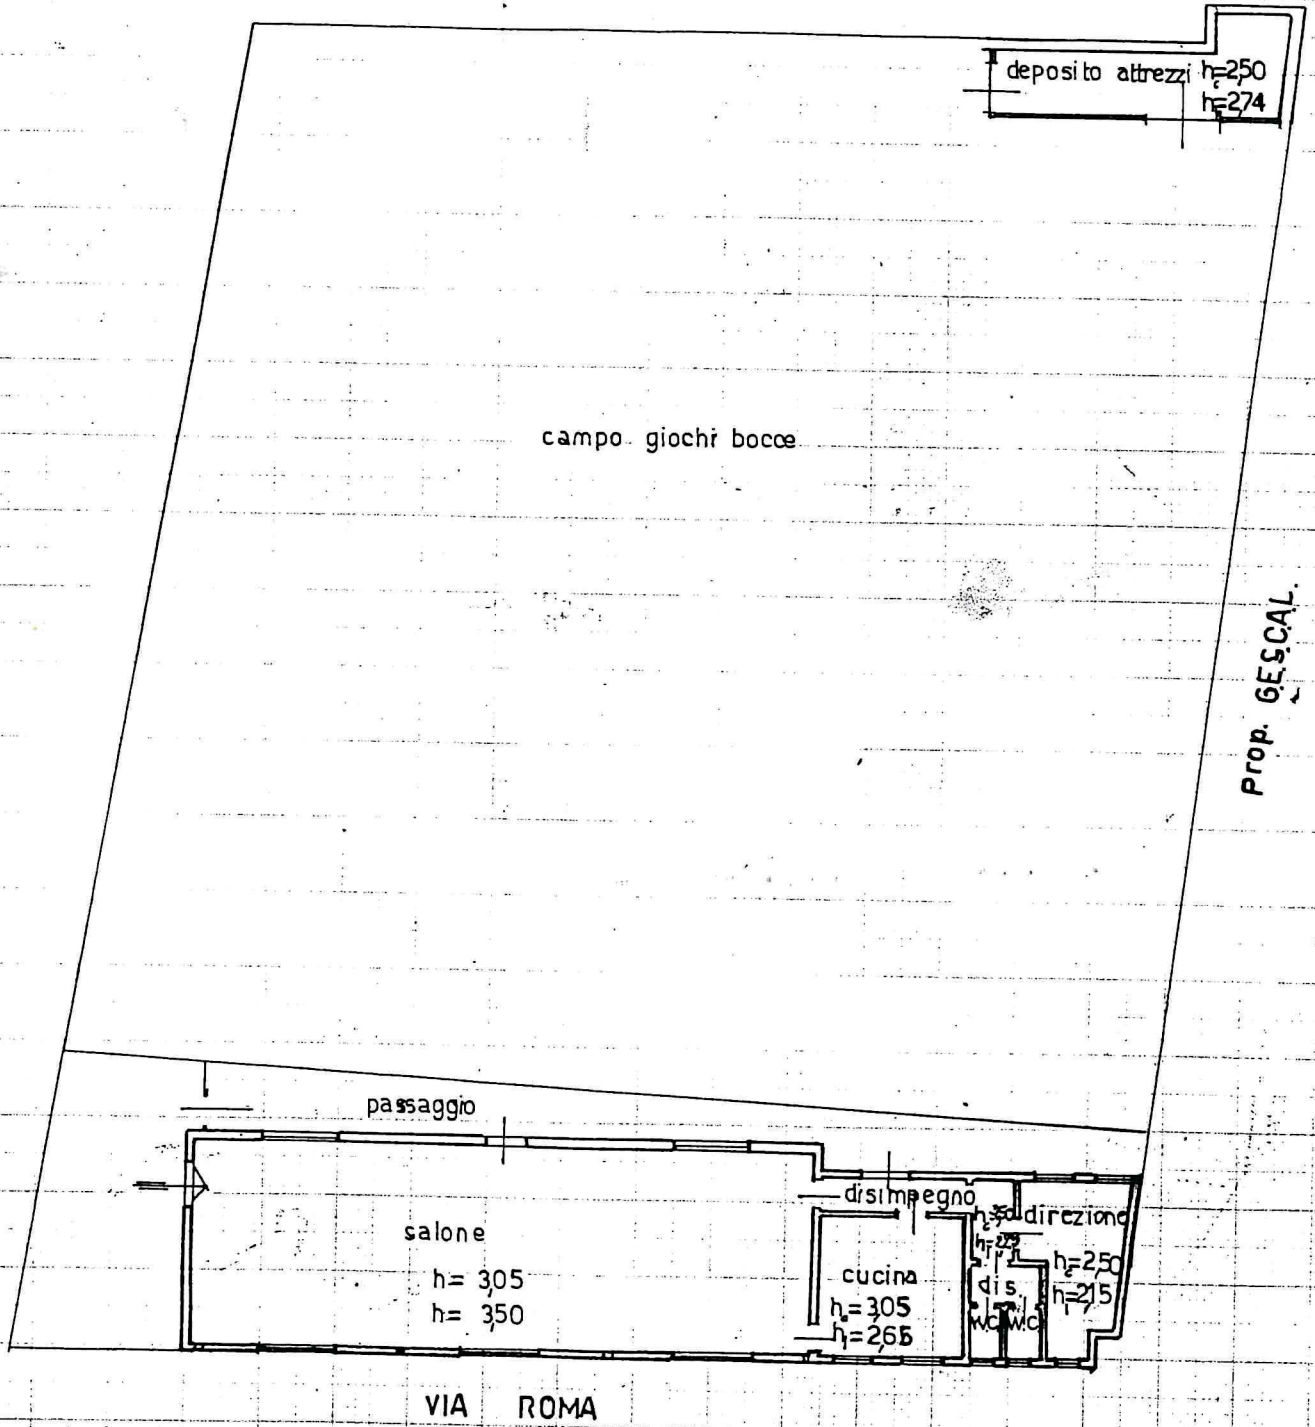 deposito attrezzi h=2,50
h=2,74
campo giochi bocce
Prop. G.E.S.C.A.L.
passaggio
salone
h= 3,05
h= 3,50
disimpegno
direzione
h=2,50
h=2,15
cucina
h=3,05
h=2,65
dis.
w.c.
w.c.
VIA ROMA